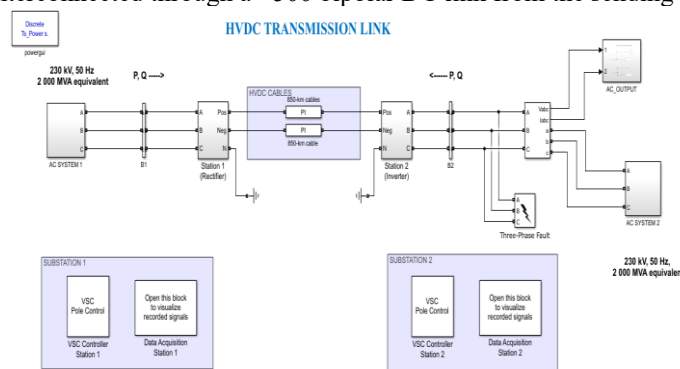 interconnected through a 500 bipolar DC link from the sending
Discrete
Ts_Power s.
powergui
HVDC TRANSMISSION LINK
230 kV, 50 Hz
2 000 MVA equivalent
P, Q ---->
<----- P, Q
HVDC CABLES
850-km cables
PI
PI
850-km cable
A
B
C
AC SYSTEM 1
B1
A
B
C
Pos
Neg
N
Station 1
(Rectifier)
Pos
Neg
N
A
B
C
Station 2
(Inverter)
B2
A
B
C
Vabc
Iabc
a
b
c
1
2
AC_OUTPUT
A
B
C
AC SYSTEM 2
A
B
C
Three-Phase Fault
230 kV, 50 Hz,
2 000 MVA equivalen
SUBSTATION 1
VSC
Pole Control
VSC Controller
Station 1
Open this block
to visualize
recorded signals
Data Acquisition
Station 1
SUBSTATION 2
VSC
Pole Control
VSC Controller
Station 2
Open this block
to visualize
recorded signals
Data Acquisition
Station 2